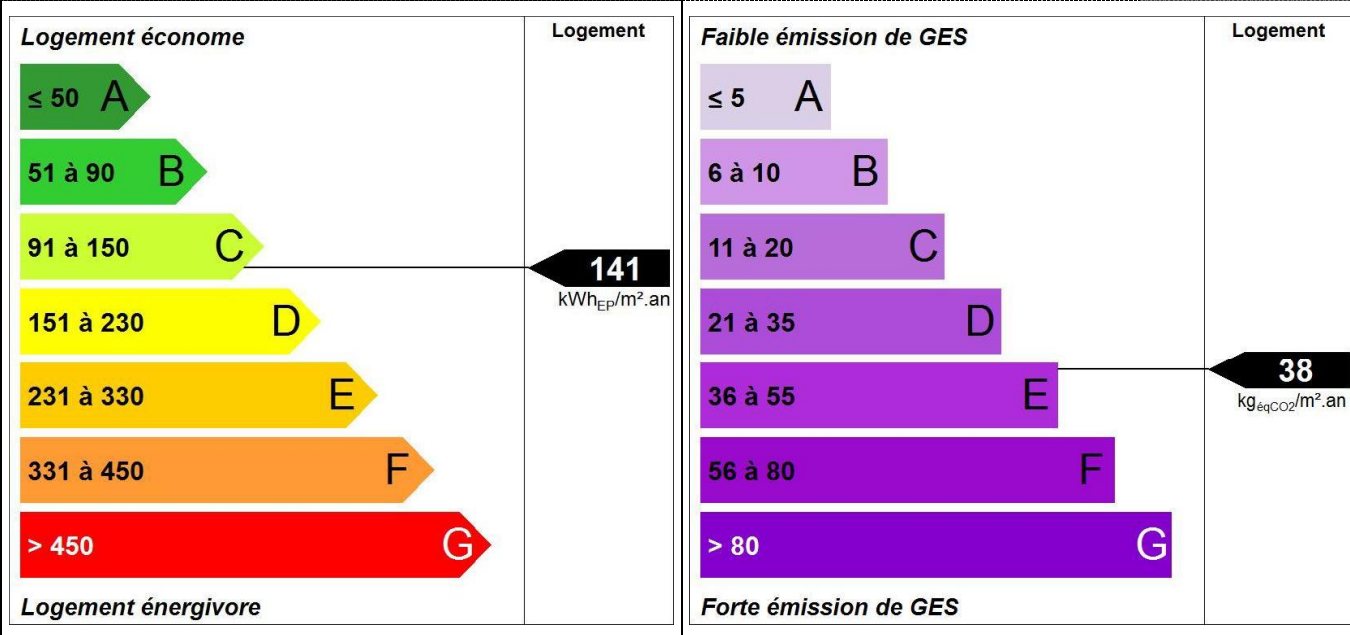 Logement économe
Logement
≤ 50 A
51 à 90 B
91 à 150 C
141
kWhEP/m².an
151 à 230 D
231 à 330 E
331 à 450 F
> 450 G
Logement énergivore
Faible émission de GES
Logement
≤ 5 A
6 à 10 B
11 à 20 C
21 à 35 D
36 à 55 E
38
kgéqCO2/m².an
56 à 80 F
> 80 G
Forte émission de GES